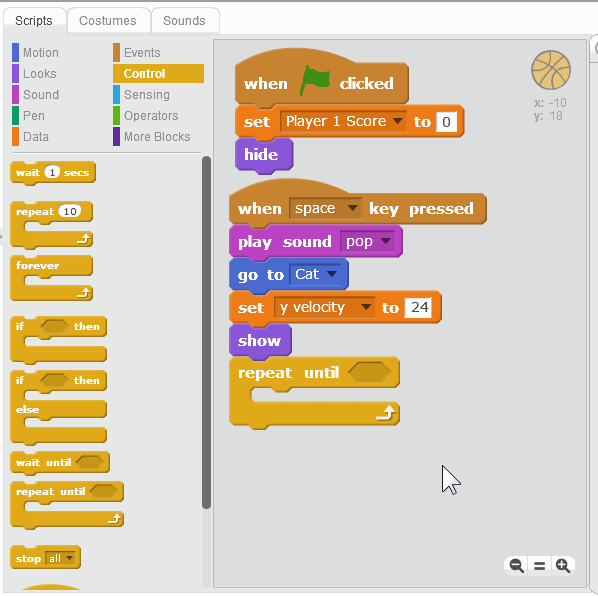 Scripts Costumes Sounds
Motion Events
Looks Control
Sound Sensing
Pen Operators
Data More Blocks
wait 1 secs
repeat 10
forever
if then
if then
else
wait until
repeat until
stop all
when clicked
set Player 1 Score to 0
hide
when space key pressed
play sound pop
go to Cat
set y velocity to 24
show
repeat until
x: -10
y: 18